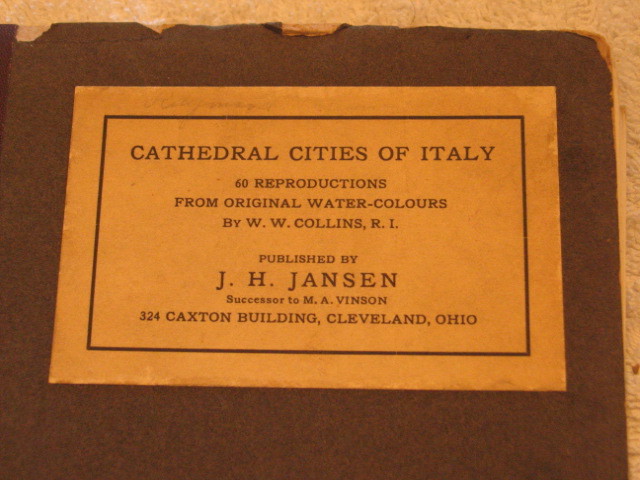 CATHEDRAL CITIES OF ITALY
60 REPRODUCTIONS
FROM ORIGINAL WATER-COLOURS
BY W. W. COLLINS, R. I.
PUBLISHED BY
J. H. JANSEN
Successor to M. A. VINSON
324 CAXTON BUILDING, CLEVELAND, OHIO